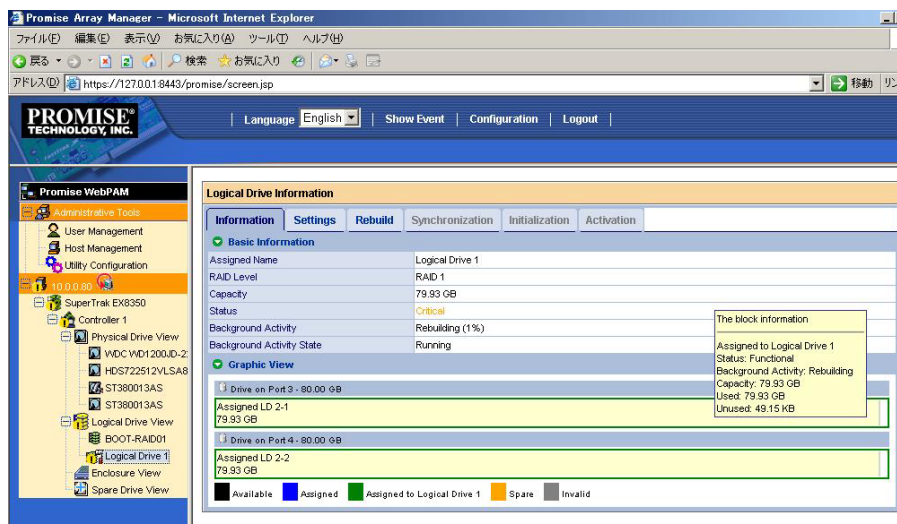 Promise Array Manager - Microsoft Internet Explorer
ファイル(F) 編集(E) 表示(V) お気に入り(A) ツール(T) ヘルプ(H)
戻る 検索 お気に入り
アドレス(D) https://127.0.0.1:8443/promise/screen.jsp 移動
PROMISE®
TECHNOLOGY, INC.
| Language English | Show Event | Configuration | Logout |
Promise WebPAM
Administrative Tools
User Management
Host Management
Utility Configuration
10.0.0.80
SuperTrak EX8350
Controller 1
Physical Drive View
WDC WD1200JD-2
HDS722512VLSA8
ST380013AS
ST380013AS
Logical Drive View
BOOT-RAID01
Logical Drive 1
Enclosure View
Spare Drive View
Logical Drive Information
Information Settings Rebuild Synchronization Initialization Activation
Basic Information
Assigned Name Logical Drive 1
RAID Level RAID 1
Capacity 79.93 GB
Status Critical
Background Activity Rebuilding (1%)
Background Activity State Running
Graphic View
Drive on Port 3 - 80.00 GB
Assigned LD 2-1
79.93 GB
Drive on Port 4 - 80.00 GB
Assigned LD 2-2
79.93 GB
Available Assigned Assigned to Logical Drive 1 Spare Invalid
The block information
Assigned to Logical Drive 1
Status: Functional
Background Activity: Rebuilding
Capacity: 79.93 GB
Used: 79.93 GB
Unused: 49.15 KB